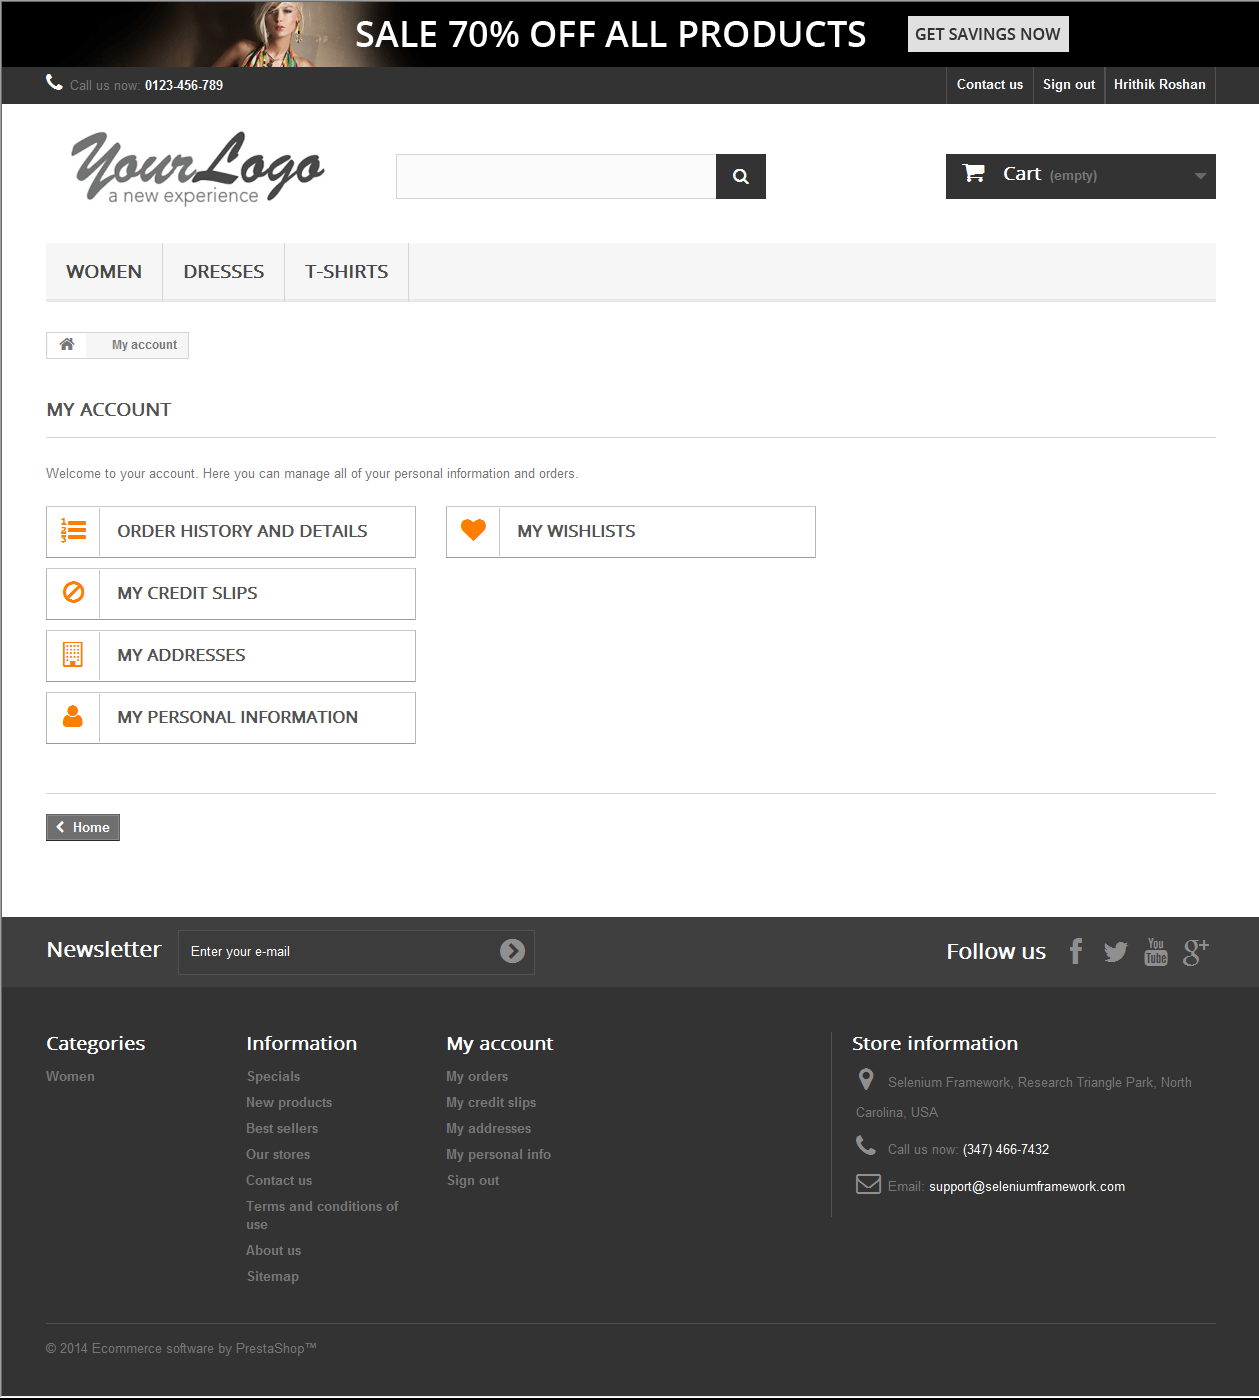 SALE 70% OFF ALL PRODUCTS GET SAVINGS NOW
Call us now: 0123-456-789 Contact us Sign out Hrithik Roshan
YourLogo
a new experience
Cart (empty)
WOMEN DRESSES T-SHIRTS
My account
MY ACCOUNT
Welcome to your account. Here you can manage all of your personal information and orders.
1 2 3 ORDER HISTORY AND DETAILS MY WISHLISTS
MY CREDIT SLIPS
MY ADDRESSES
MY PERSONAL INFORMATION
Home
Newsletter Enter your e-mail Follow us f You Tube g+
Categories
Women
Information
Specials
New products
Best sellers
Our stores
Contact us
Terms and conditions of
use
About us
Sitemap
My account
My orders
My credit slips
My addresses
My personal info
Sign out
Store information
Selenium Framework, Research Triangle Park, North
Carolina, USA
Call us now: (347) 466-7432
Email: support@seleniumframework.com
© 2014 Ecommerce software by PrestaShop™